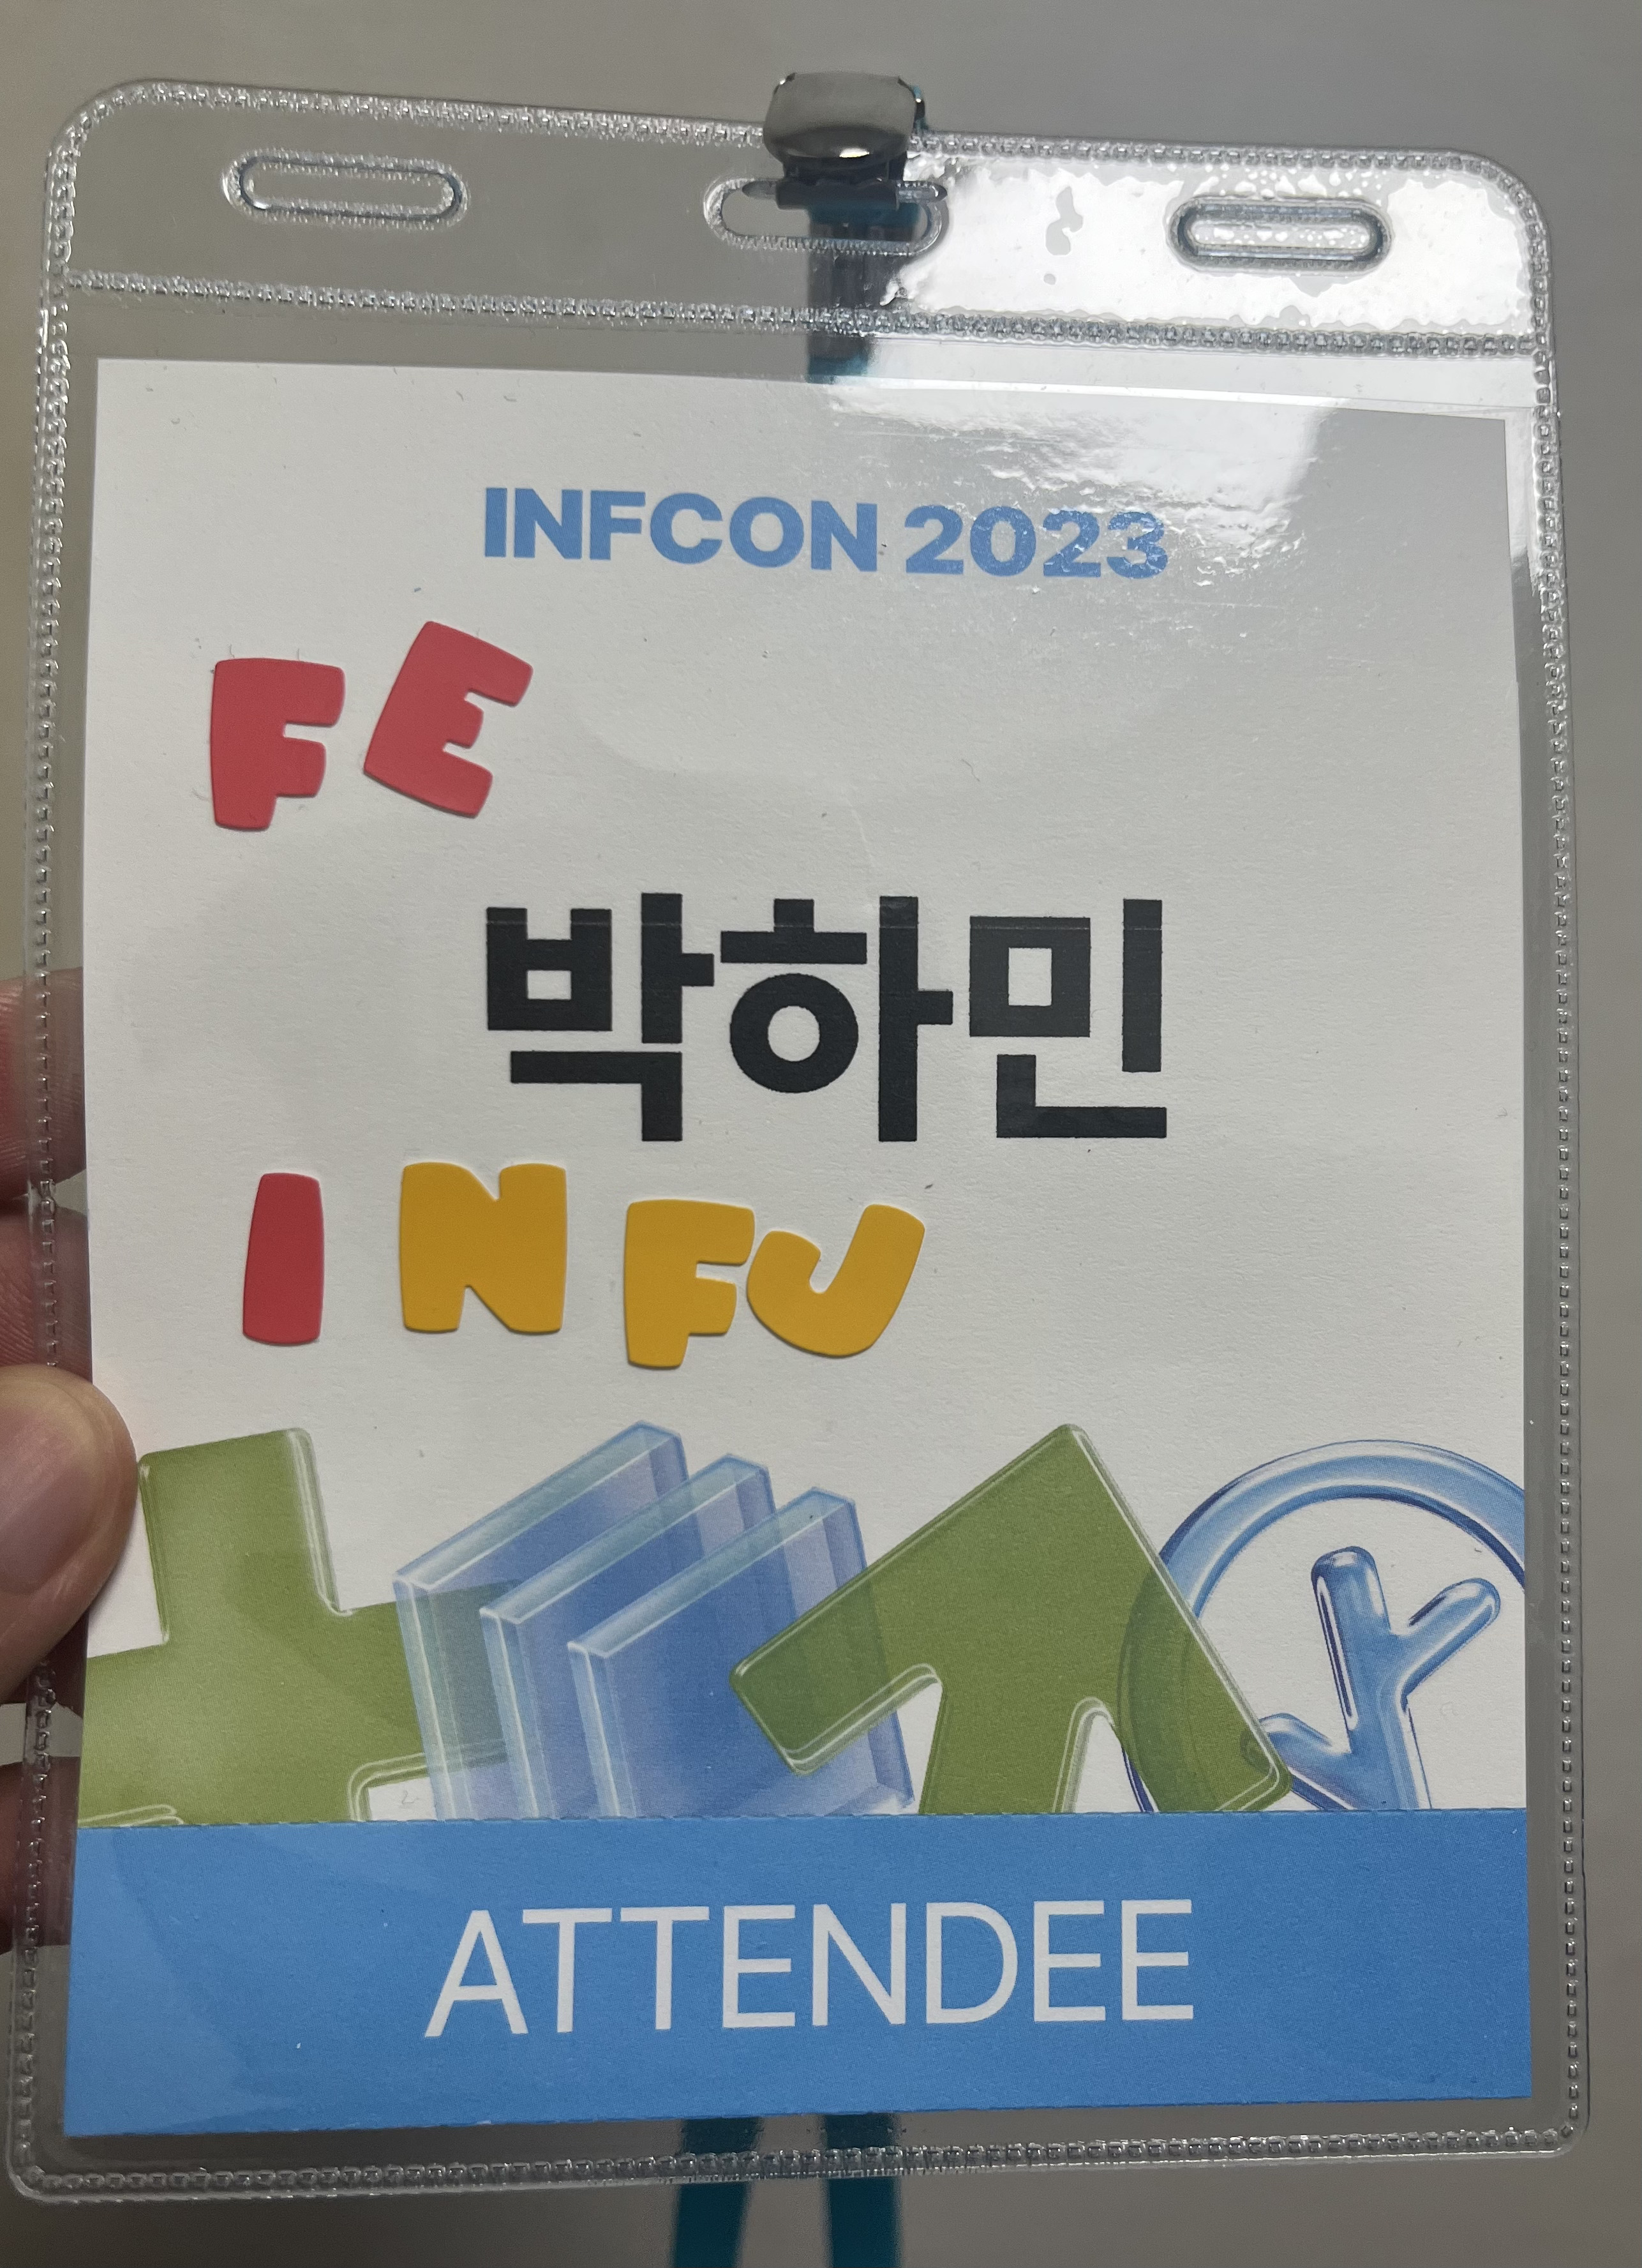 INFCON 2023
FE
박하민
INFJ
ATTENDEE